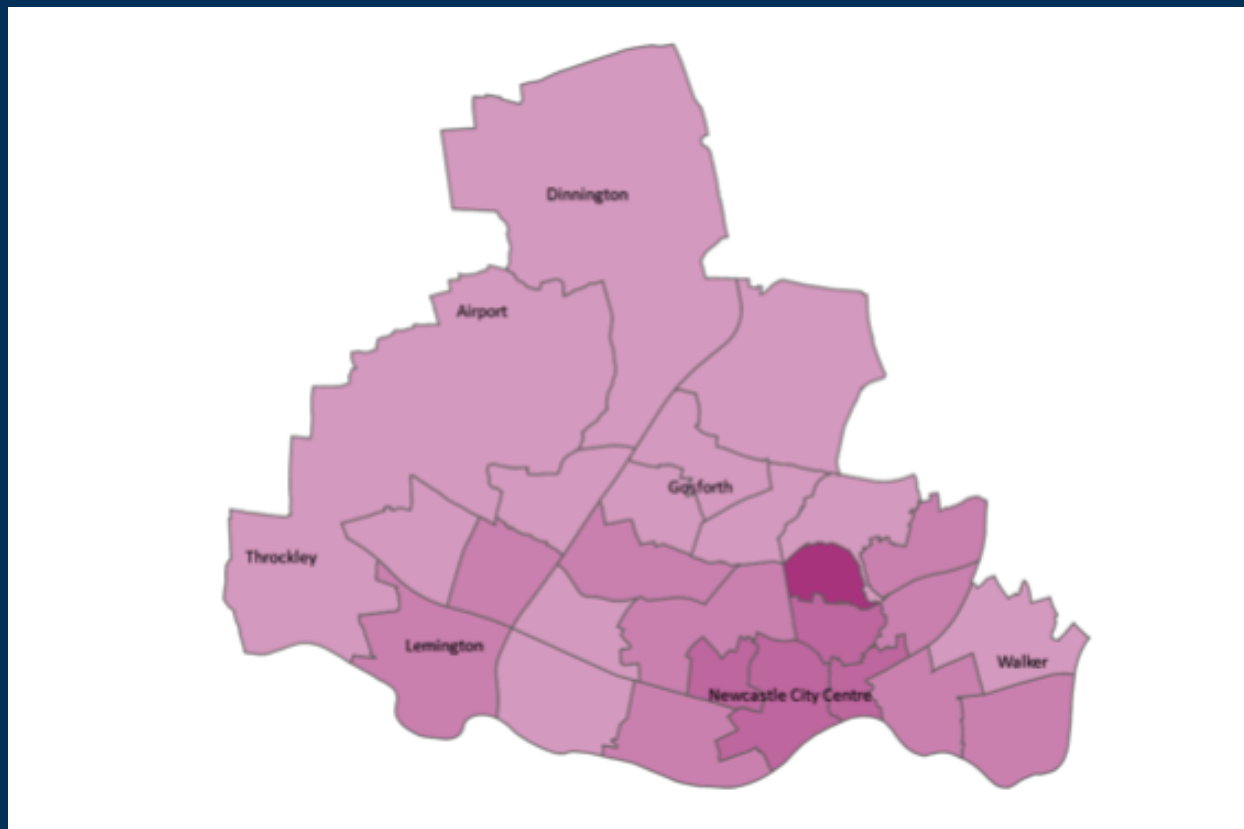 Dinnington
Airport
Gosforth
Throckley
Lemington
Walker
Newcastle City Centre